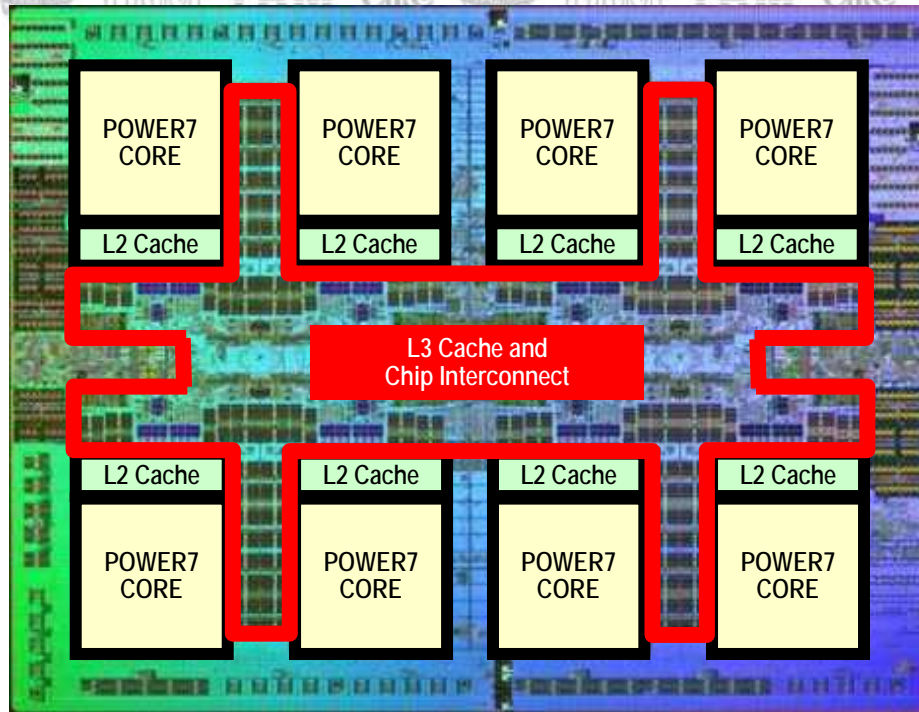 POWER7 POWER7 POWER7 POWER7
CORE CORE CORE CORE
L2 Cache L2 Cache L2 Cache L2 Cache
L3 Cache and
Chip Interconnect
L2 Cache L2 Cache L2 Cache L2 Cache
POWER7 POWER7 POWER7 POWER7
CORE CORE CORE CORE